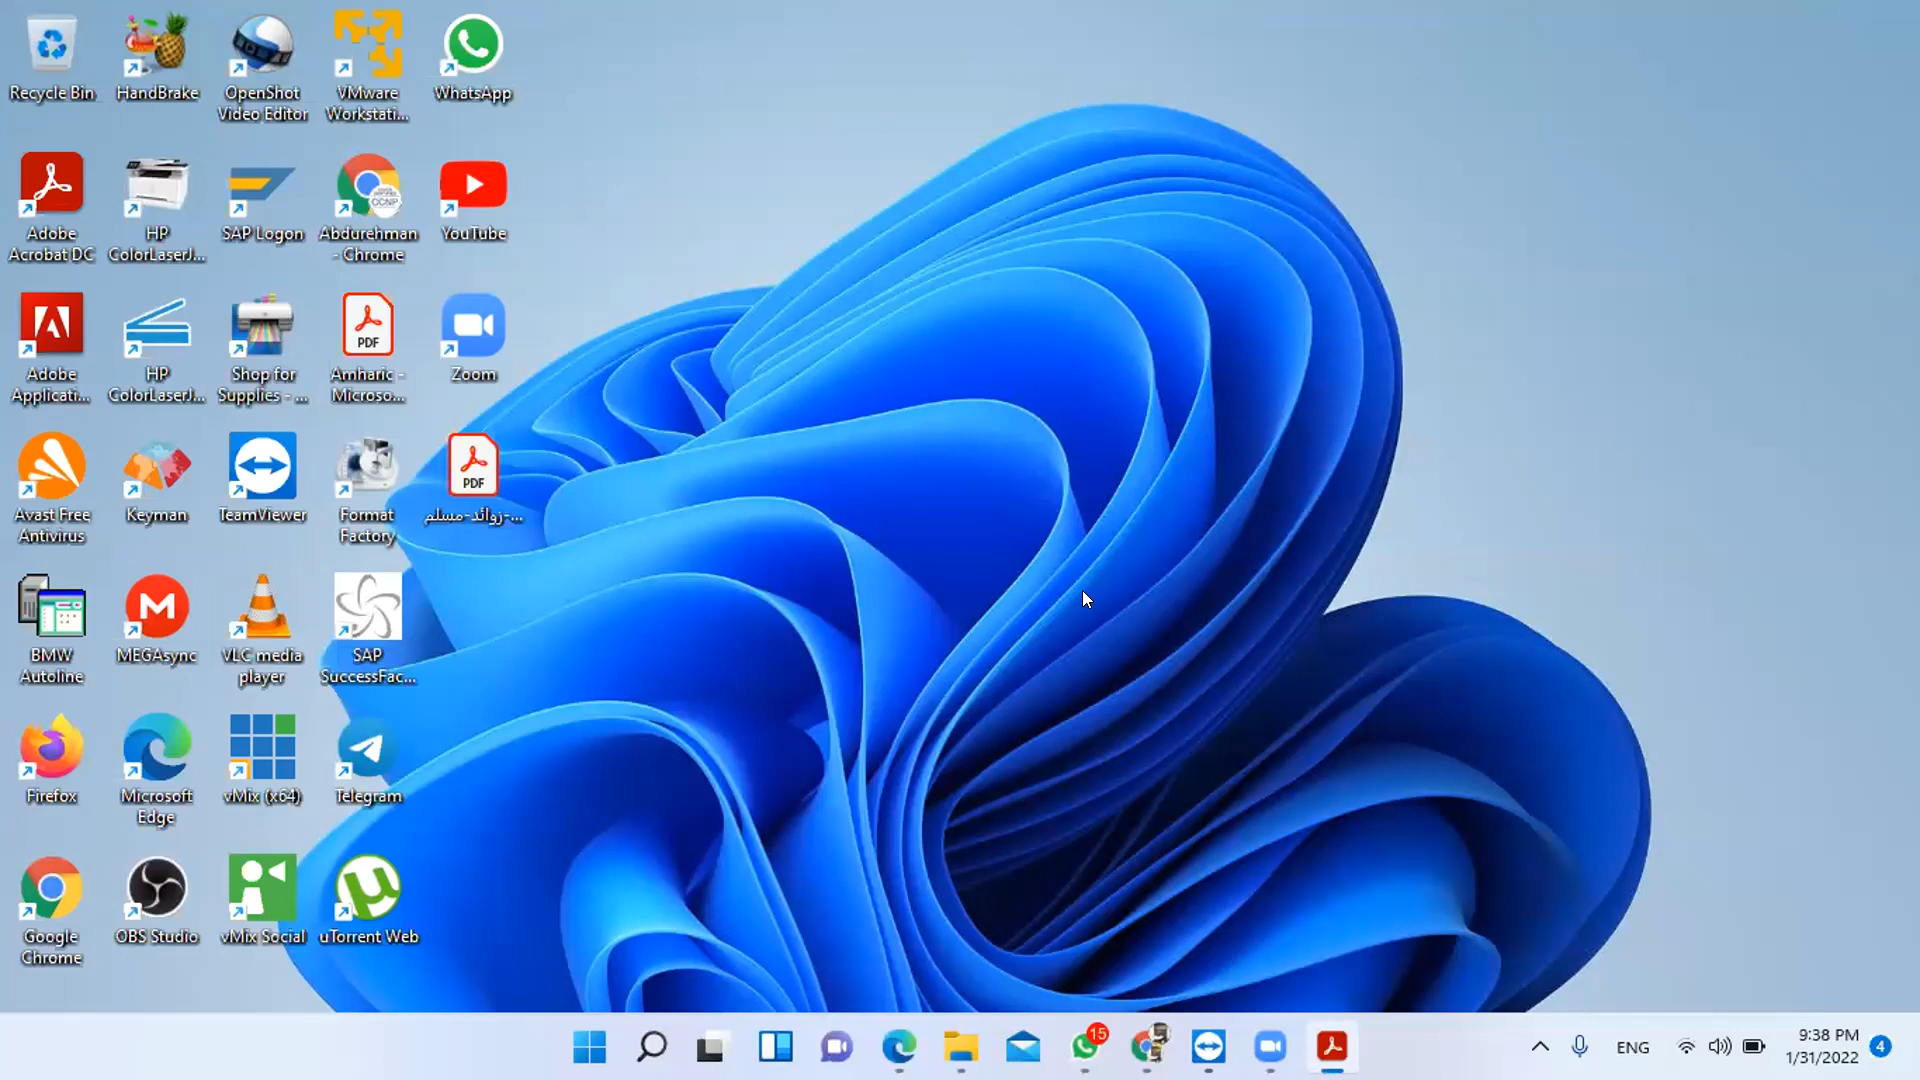 Recycle Bin
HandBrake
OpenShot
Video Editor
VMware
Workstati...
WhatsApp
Adobe
Acrobat DC
HP
ColorLaserJ...
SAP Logon
CCNP
Abdurehman
- Chrome
YouTube
Adobe
Applicati...
HP
ColorLaserJ...
Shop for
Supplies - ...
PDF
Amharic -
Microso...
Zoom
Avast Free
Antivirus
Keyman
TeamViewer
Format
Factory
PDF
زوائد-مسلم-...
BMW
Autoline
MEGAsync
VLC media
player
SAP
SuccessFac...
Firefox
Microsoft
Edge
vMix (x64)
Telegram
Google
Chrome
OBS Studio
vMix Social
uTorrent Web
15
ENG
9:38 PM
1/31/2022
4